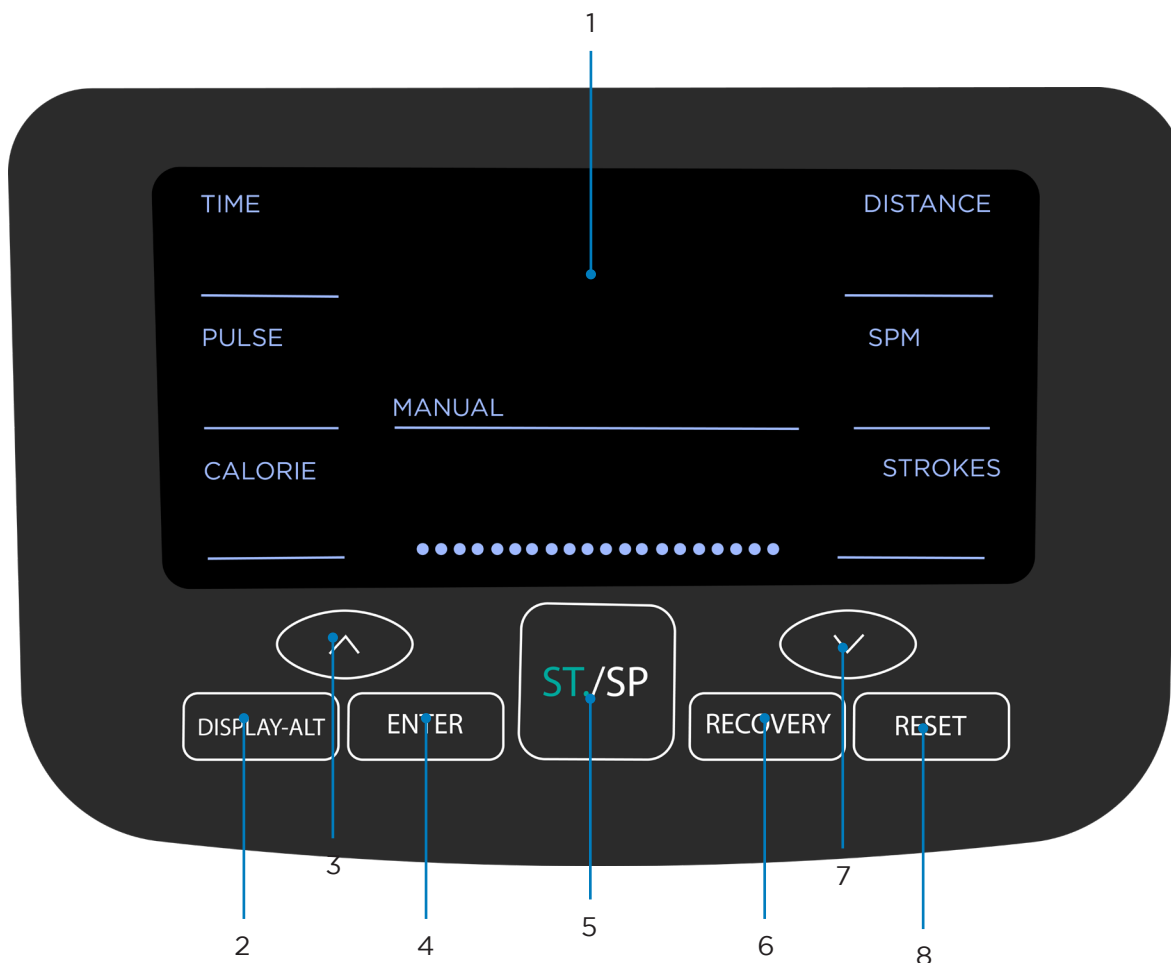 1
TIME
DISTANCE
PULSE
SPM
MANUAL
CALORIE
STROKES
ST./SP
DISPLAY-ALT
ENTER
RECOVERY
RESET
3
7
2
4
5
6
8